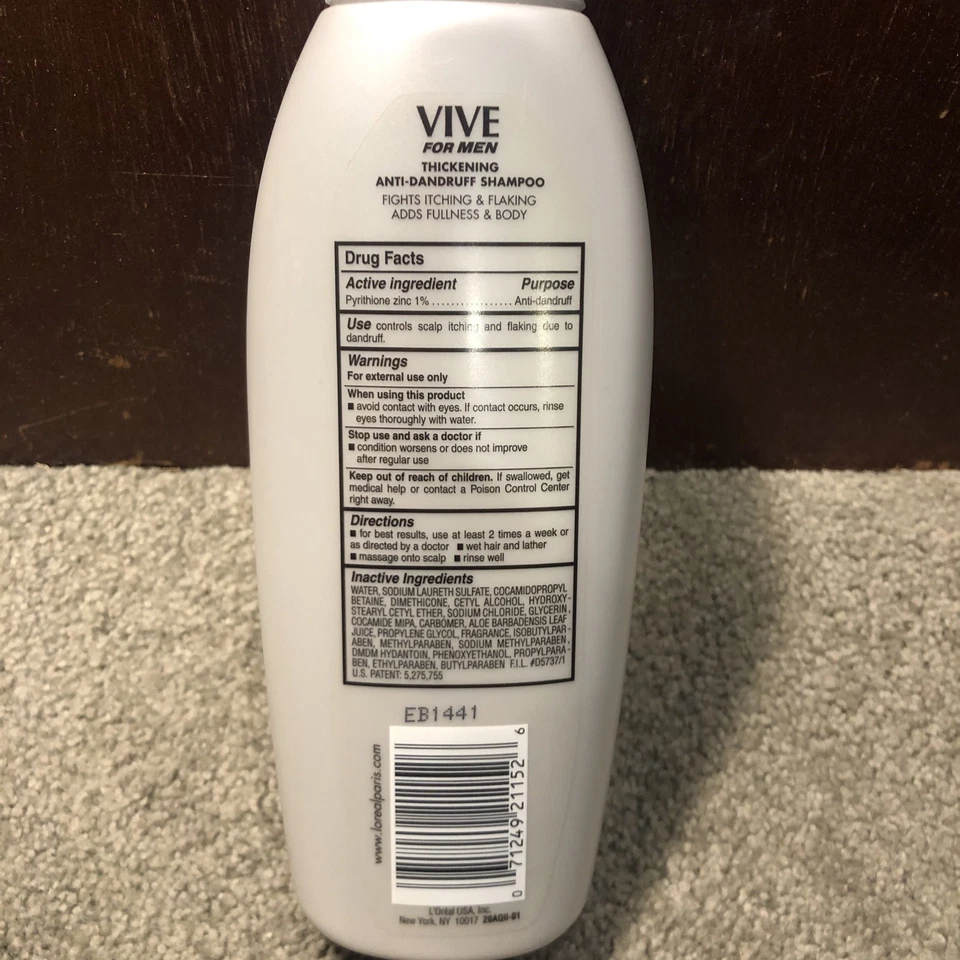 VIVE
FOR MEN
THICKENING
ANTI-DANDRUFF SHAMPOO
FIGHTS ITCHING & FLAKING
ADDS FULLNESS & BODY
Drug Facts
Active ingredient Purpose
Pyrithione zinc 1% ................ Anti-dandruff
Use controls scalp itching and flaking due to
dandruff.
Warnings
For external use only
When using this product
■ avoid contact with eyes. If contact occurs, rinse
eyes thoroughly with water.
Stop use and ask a doctor if
■ condition worsens or does not improve
after regular use
Keep out of reach of children. If swallowed, get
medical help or contact a Poison Control Center
right away.
Directions
■ for best results, use at least 2 times a week or
as directed by a doctor ■ wet hair and lather
■ massage onto scalp ■ rinse well
Inactive Ingredients
WATER, SODIUM LAURETH SULFATE, COCAMIDOPROPYL
BETAINE, DIMETHICONE, CETYL ALCOHOL, HYDROXY-
STEARYL CETYL ETHER, SODIUM CHLORIDE, GLYCERIN,
COCAMIDE MIPA, CARBOMER, ALOE BARBADENSIS LEAF
JUICE, PROPYLENE GLYCOL, FRAGRANCE, ISOBUTYLPAR-
ABEN, METHYLPARABEN, SODIUM METHYLPARABEN,
DMDM HYDANTOIN, PHENOXYETHANOL, PROPYLPARA-
BEN, ETHYLPARABEN, BUTYLPARABEN F.I.L. #D5737/1
U.S. PATENT: 5,275,755
EB1441
www.lorealparis.com
0 71249 21152 6
L'Oréal USA, Inc.
New York, NY 10017